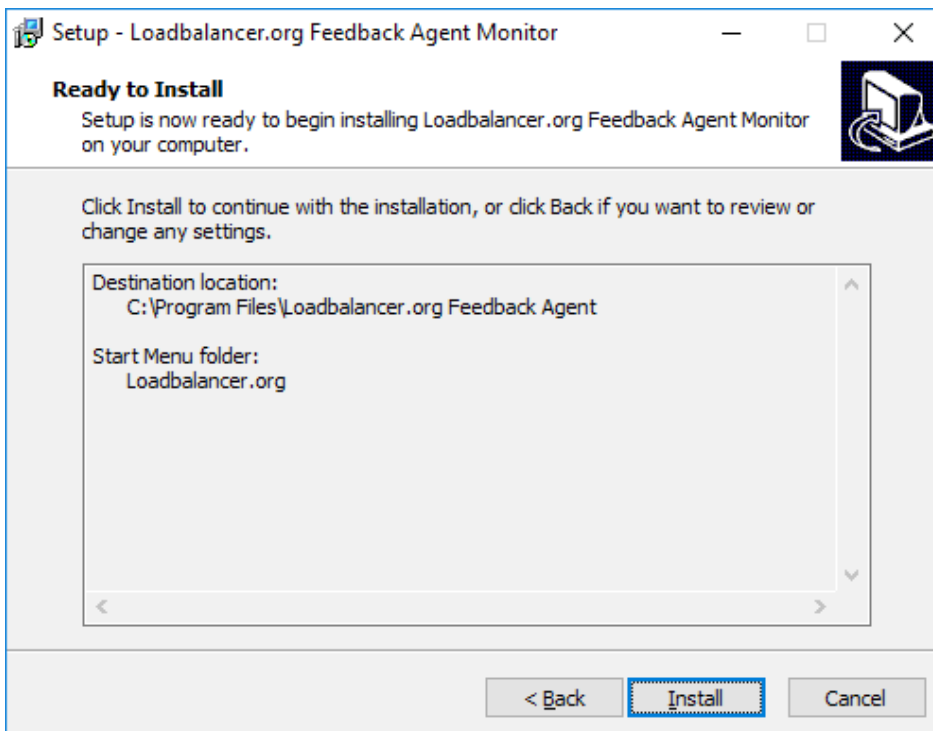 Setup - Loadbalancer.org Feedback Agent Monitor
Ready to Install
Setup is now ready to begin installing Loadbalancer.org Feedback Agent Monitor
on your computer.
Click Install to continue with the installation, or click Back if you want to review or
change any settings.
Destination location:
C:\Program Files\Loadbalancer.org Feedback Agent
Start Menu folder:
Loadbalancer.org
< Back
Install
Cancel